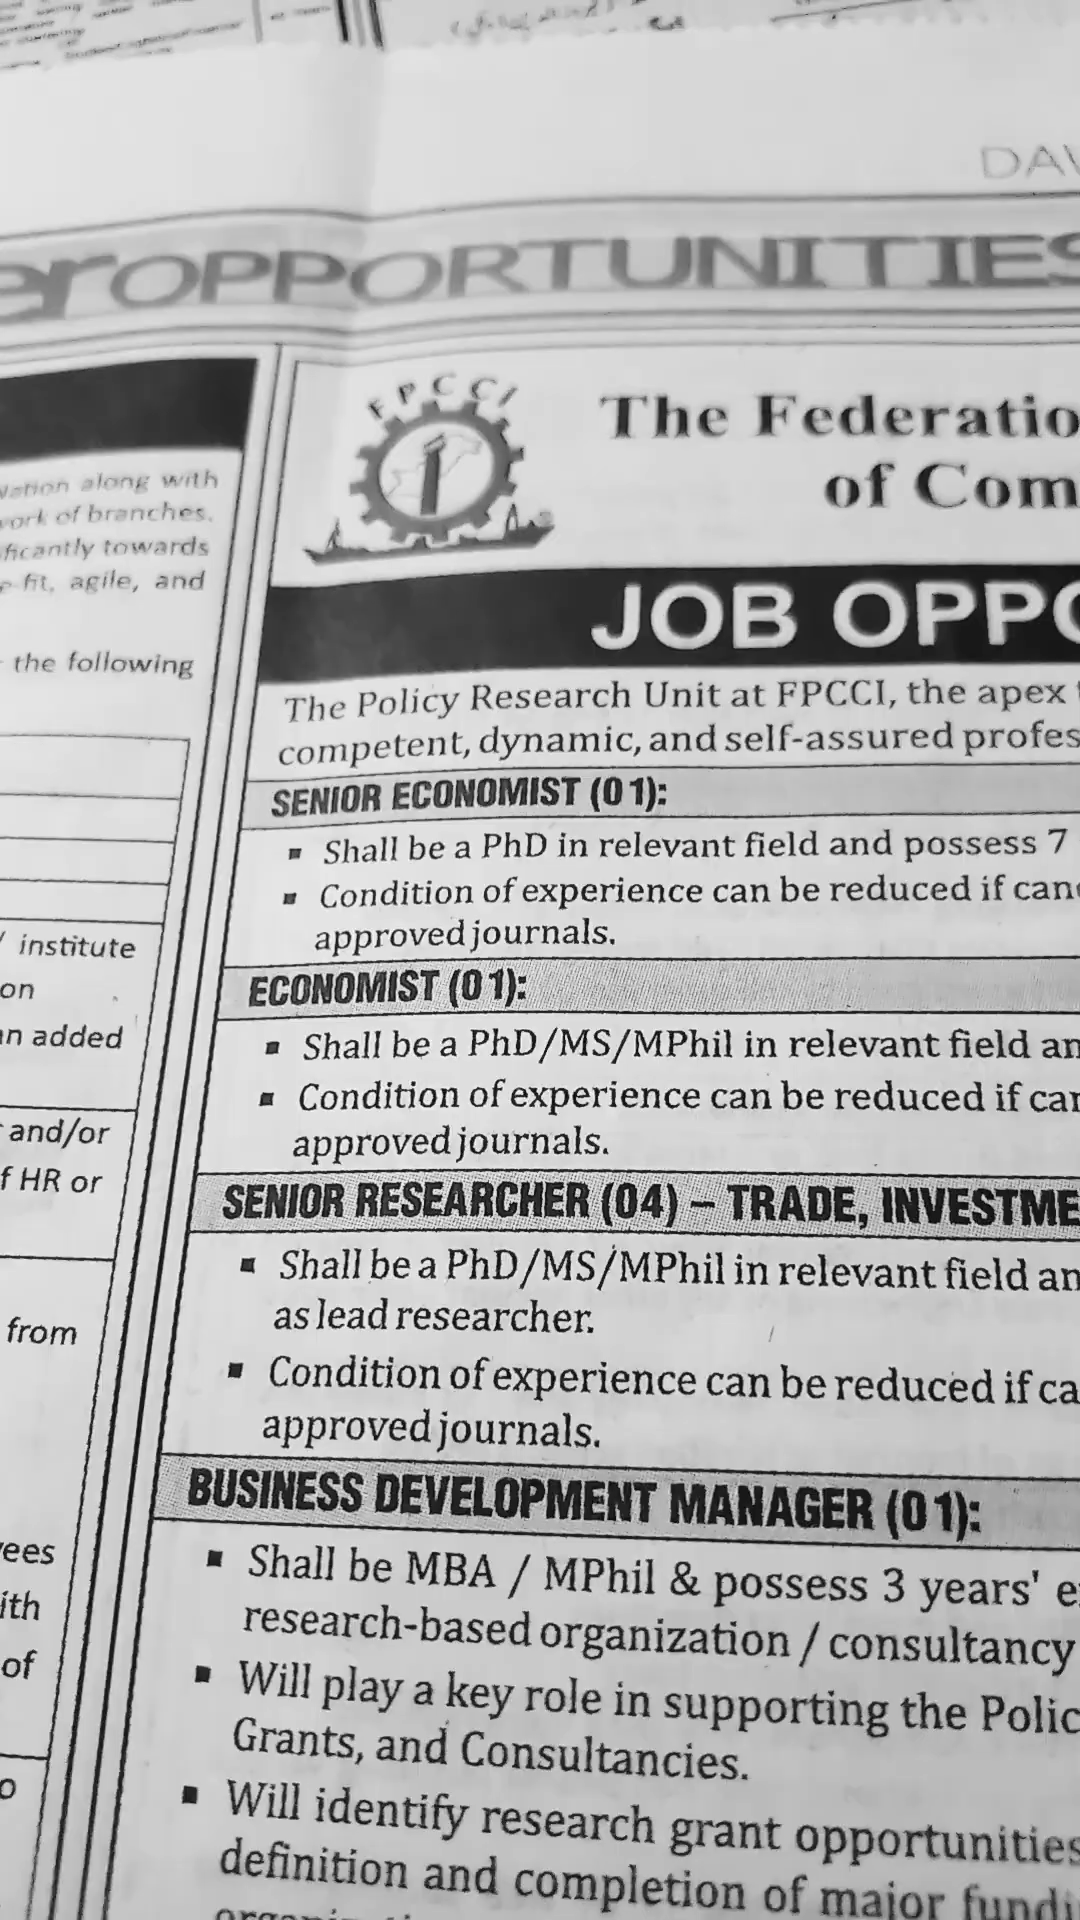 DAW
erOPPORTUNITIES
FPCCI
The Federatio
of Com
JOB OPPO
The Policy Research Unit at FPCCI, the apex
competent, dynamic, and self-assured profes
SENIOR ECONOMIST (01):
▪ Shall be a PhD in relevant field and possess 7
▪ Condition of experience can be reduced if can
approved journals.
ECONOMIST (01):
▪ Shall be a PhD/MS/MPhil in relevant field an
▪ Condition of experience can be reduced if can
approved journals.
SENIOR RESEARCHER (04) – TRADE, INVESTME
▪ Shall be a PhD/MS/MPhil in relevant field an
as lead researcher.
▪ Condition of experience can be reduced if ca
approved journals.
BUSINESS DEVELOPMENT MANAGER (01):
▪ Shall be MBA / MPhil & possess 3 years' e
research-based organization / consultancy
▪ Will play a key role in supporting the Polic
Grants, and Consultancies.
▪ Will identify research grant opportunities
definition and completion of major fundi
along with
work of branches.
ficantly towards
fit, agile, and
the following
/ institute
on
an added
and/or
f HR or
from
ees
ith
of
o